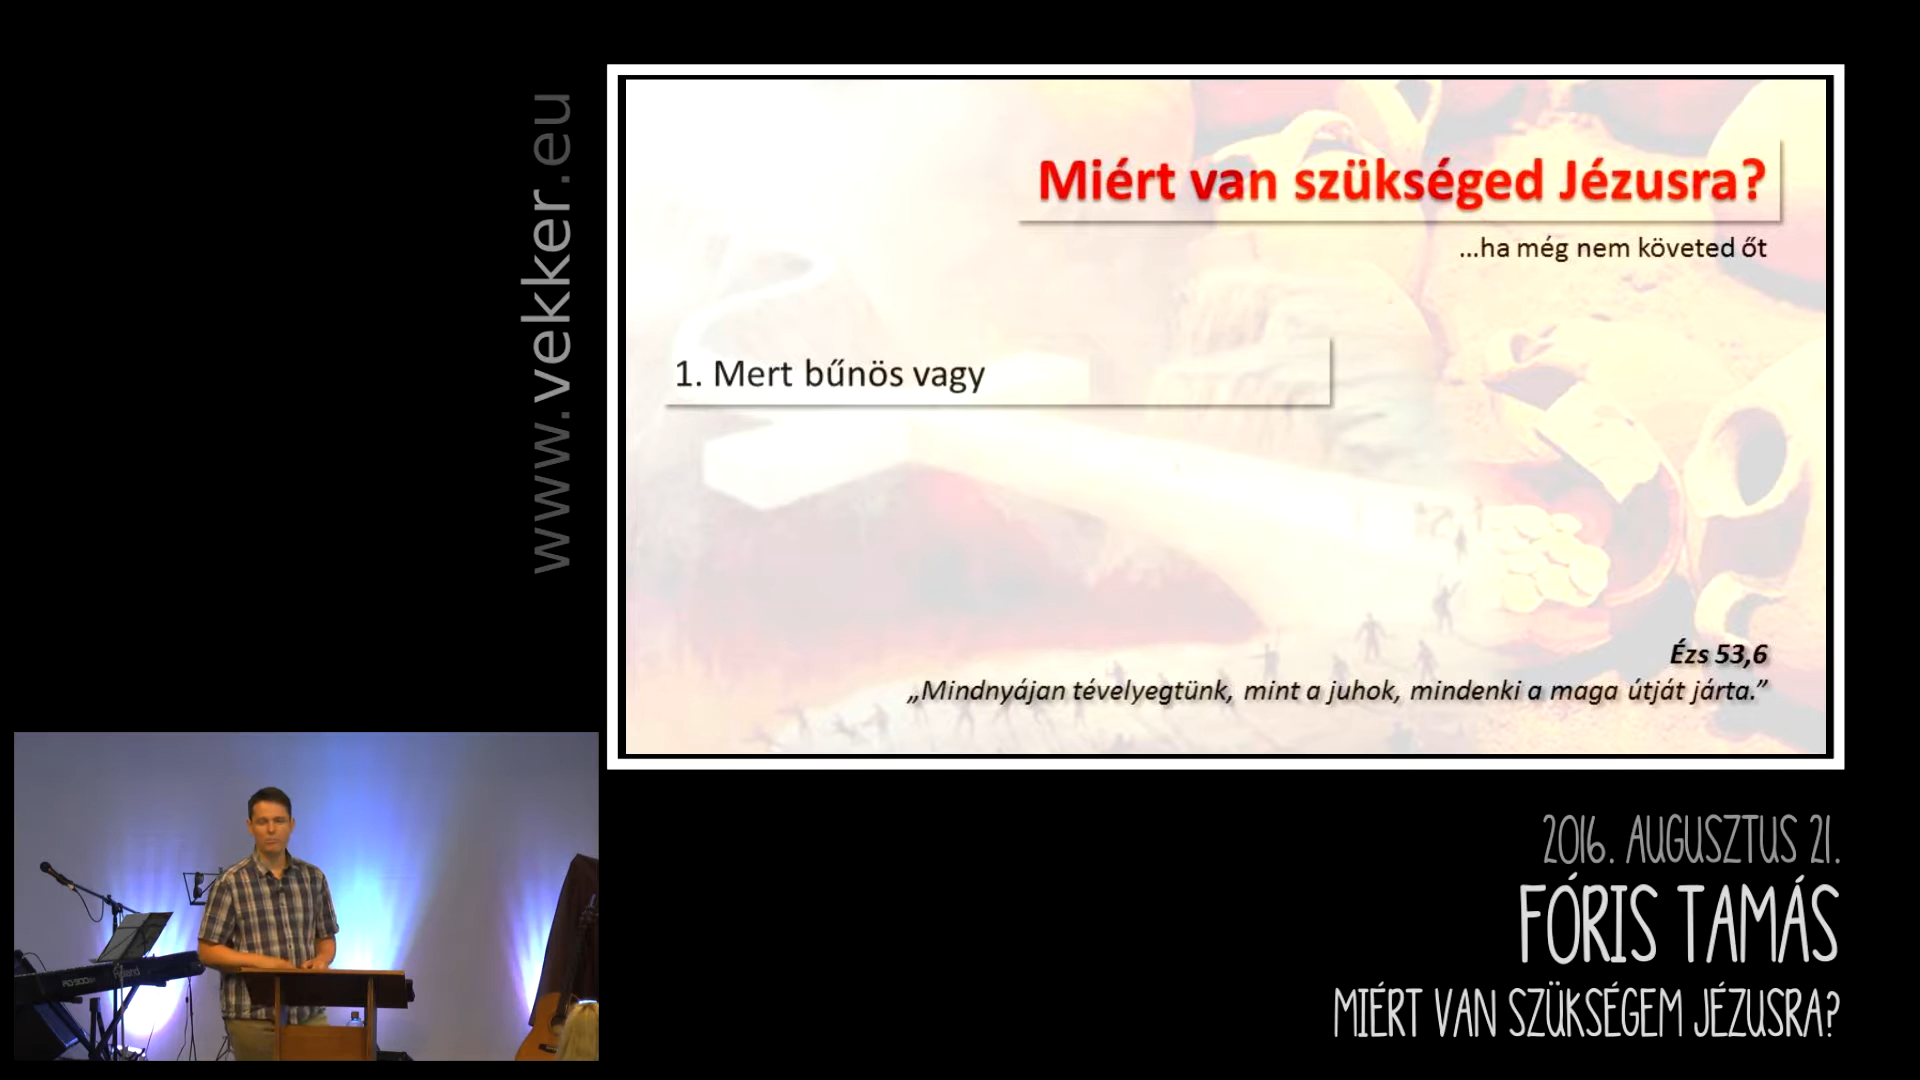 www.vekker.eu
Miért van szükséged Jézusra?
...ha még nem követed őt
1. Mert bűnös vagy
Ézs 53,6
„Mindnyájan tévelyegtünk, mint a juhok, mindenki a maga útját járta.”
Roland
2016. AUGUSZTUS 21.
FÓRIS TAMÁS
MIÉRT VAN SZÜKSÉGEM JÉZUSRA?